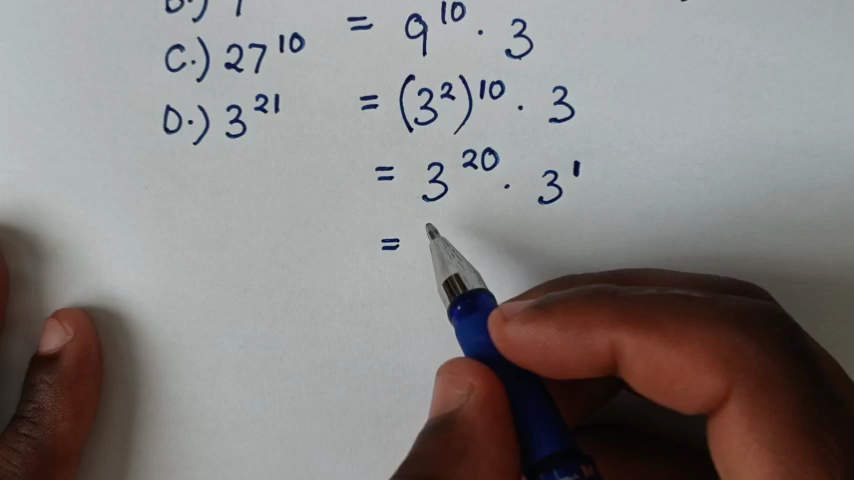 C.) 27^10
D.) 3^21
= 9^10 · 3
= (3^2)^10 · 3
= 3^20 · 3^1
=